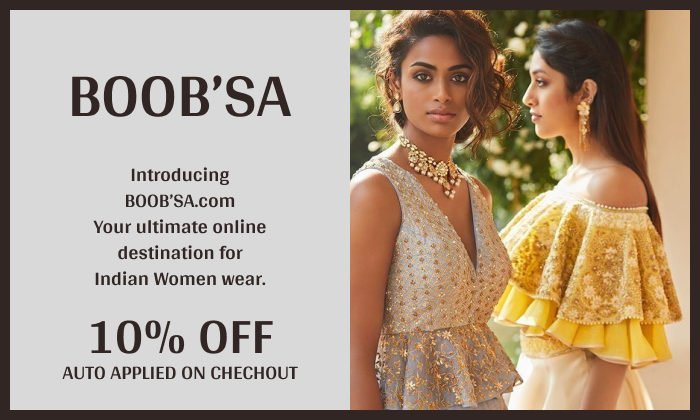 BOOB’SA
Introducing
BOOB’SA.com
Your ultimate online
destination for
Indian Women wear.
10% OFF
AUTO APPLIED ON CHECHOUT